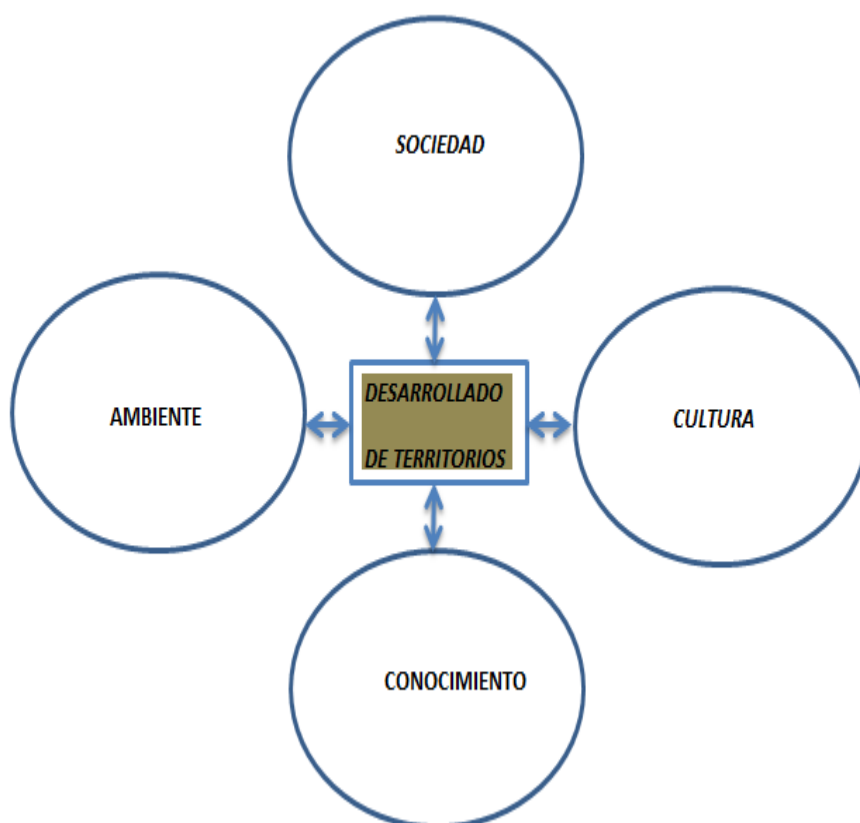 SOCIEDAD
AMBIENTE
DESARROLLADO
DE TERRITORIOS
CULTURA
CONOCIMIENTO